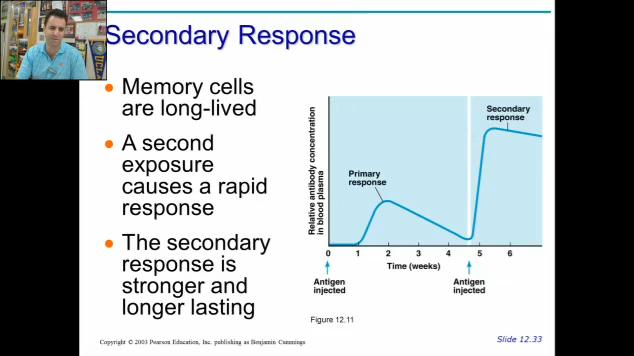 Secondary Response
● Memory cells
are long-lived
● A second
exposure
causes a rapid
response
● The secondary
response is
stronger and
longer lasting
Relative antibody concentration
in blood plasma
Secondary
response
Primary
response
0 1 2 3 4 5 6
Time (weeks)
Antigen
injected
Antigen
injected
Figure 12.11
Copyright © 2003 Pearson Education, Inc. publishing as Benjamin Cummings
Slide 12.33
UCLA